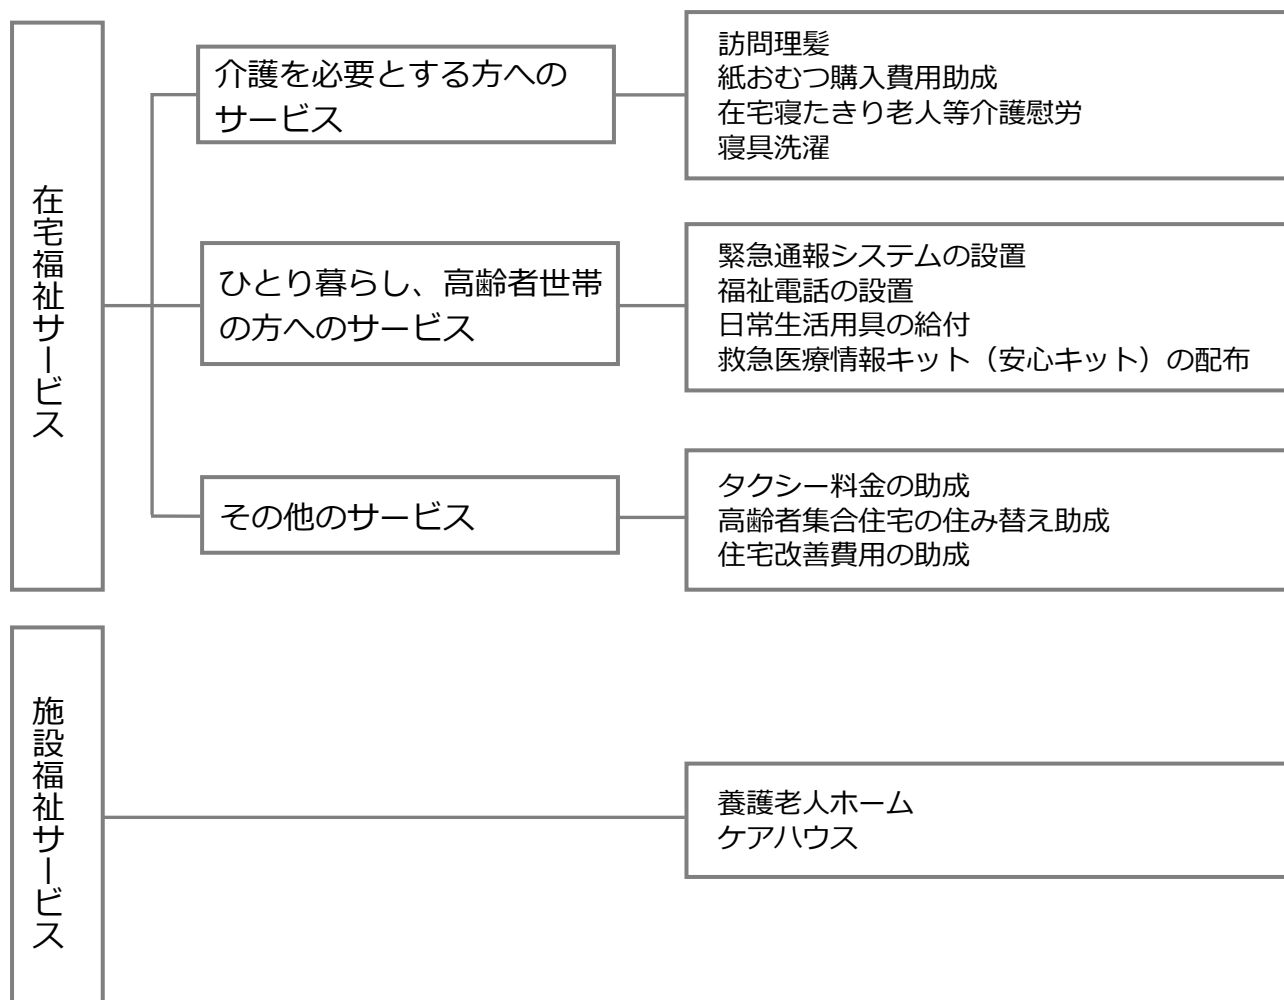 在宅福祉サービス
介護を必要とする方への
サービス
訪問理髪
紙おむつ購入費用助成
在宅寝たきり老人等介護慰労
寝具洗濯
ひとり暮らし、高齢者世帯
の方へのサービス
緊急通報システムの設置
福祉電話の設置
日常生活用具の給付
救急医療情報キット（安心キット）の配布
その他のサービス
タクシー料金の助成
高齢者集合住宅の住み替え助成
住宅改善費用の助成
施設福祉サービス
養護老人ホーム
ケアハウス